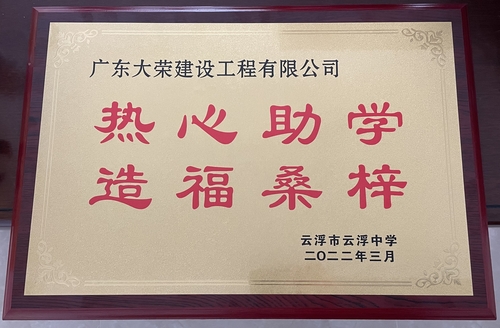 广东大荣建设工程有限公司
热心助学
造福桑梓
云浮市云浮中学
二〇二二年三月